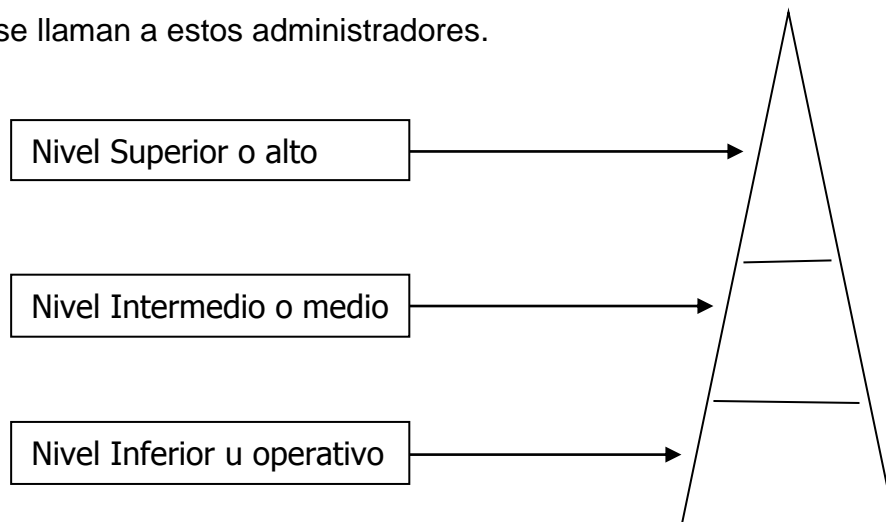 se llaman a estos administradores.
Nivel Superior o alto
Nivel Intermedio o medio
Nivel Inferior u operativo